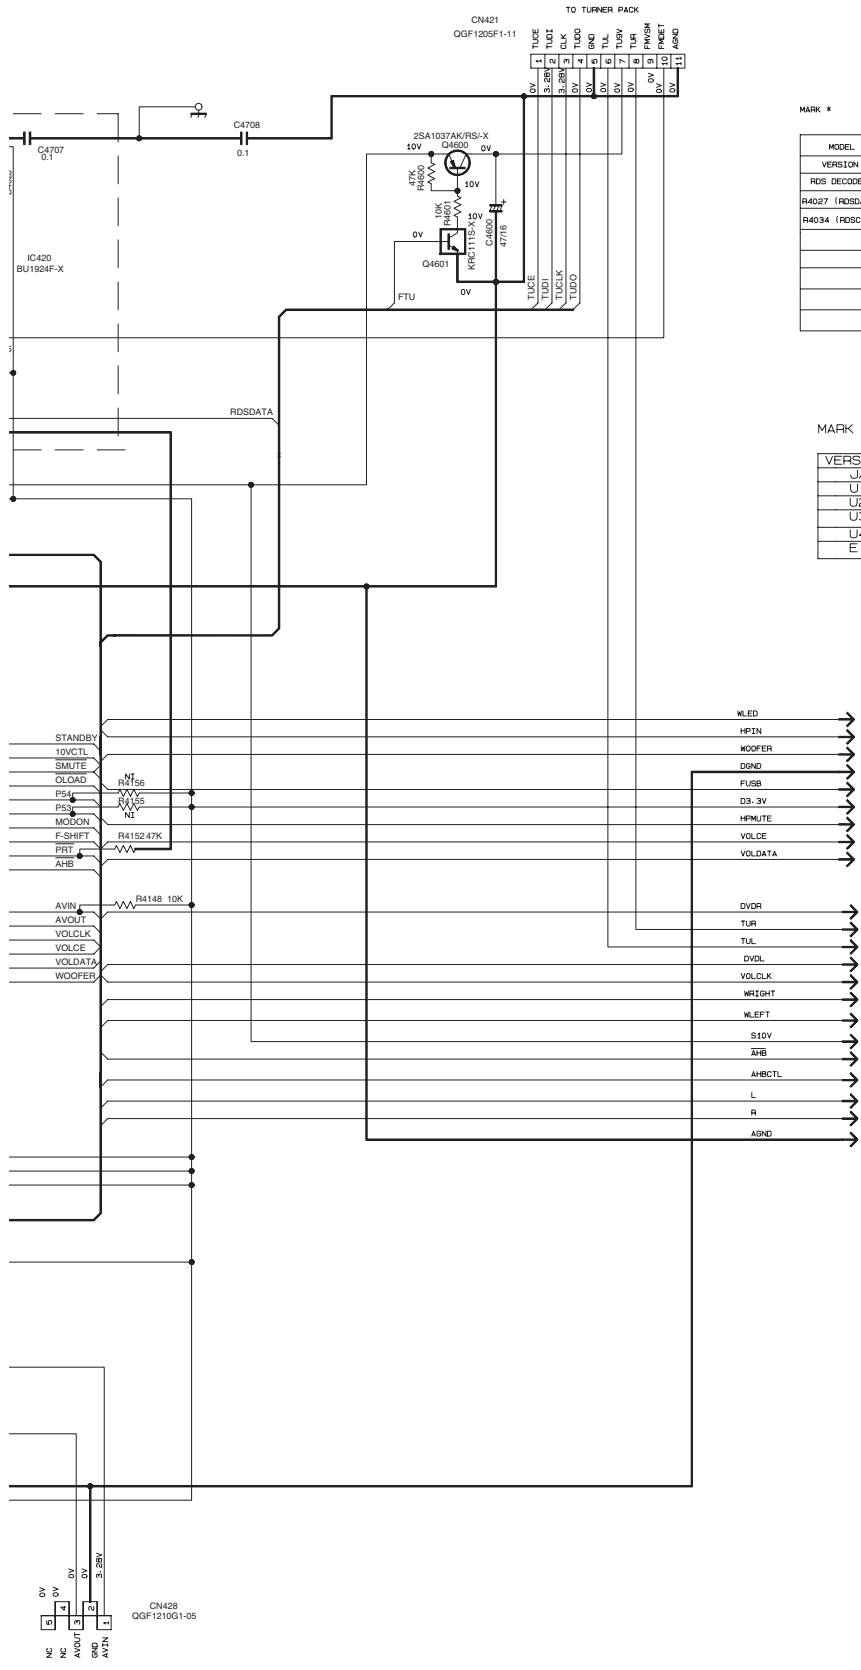 TO TURNER PACK
CN421
QGF1205F1-11
TUCE
TUDI
CLK
TUDO
GND
TUL
TU9V
TUR
FMVSM
FMDET
AGND
1
2
3
4
5
6
7
8
9
10
11
0V
3.28V
3.28V
0V
0V
0V
0V
0V
0V
0V
0V
MARK *
MODEL
VERSION
RDS DECODE
R4027 (RDSDA
R4034 (RDSC
C4707
0.1
C4708
0.1
2SA1037AK/RS/-X
Q4600
10V
0V
47K
R4600
10V
10K
R4601
10V
0V
KRC111S-X
Q4601
+
C4600
47/16
0V
IC420
BU1924F-X
FTU
TUCE
TUDI
TUCLK
TUDO
RDSDATA
MARK
VERS
U
E
WLED
HPIN
WOOFER
DGND
FUSB
D3.3V
HPMUTE
VOLCE
VOLDATA
STANDBY
10VCTL
SMUTE
OLOAD
P54
P53
MODON
F-SHIFT
PRT
AHB
NI
R4156
R4155
NI
R4152 47K
R4148 10K
AVIN
AVOUT
VOLCLK
VOLCE
VOLDATA
WOOFER
DVDR
TUR
TUL
DVDL
VOLCLK
WRIGHT
WLEFT
S10V
AHB
AHBCTL
L
R
AGND
0V
0V
0V
0V
3.28V
5
4
3
2
1
NC
NC
AVOUT
GND
AVIN
CN428
QGF1210G1-05